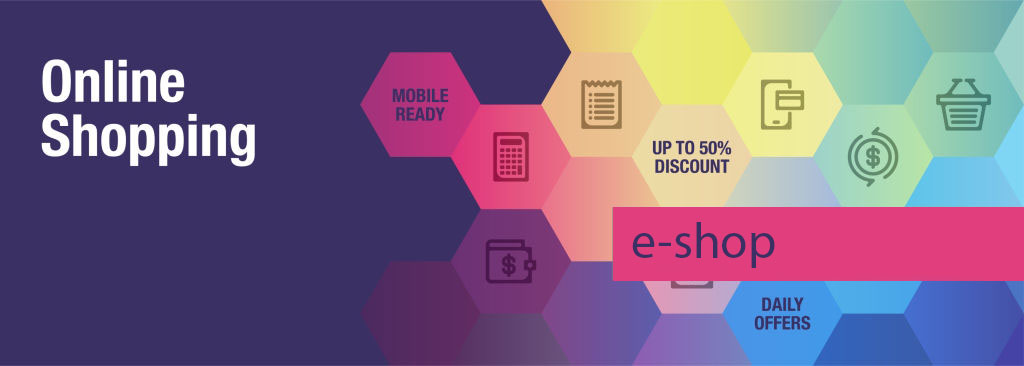 Online
Shopping
MOBILE
READY
UP TO 50%
DISCOUNT
e-shop
DAILY
OFFERS